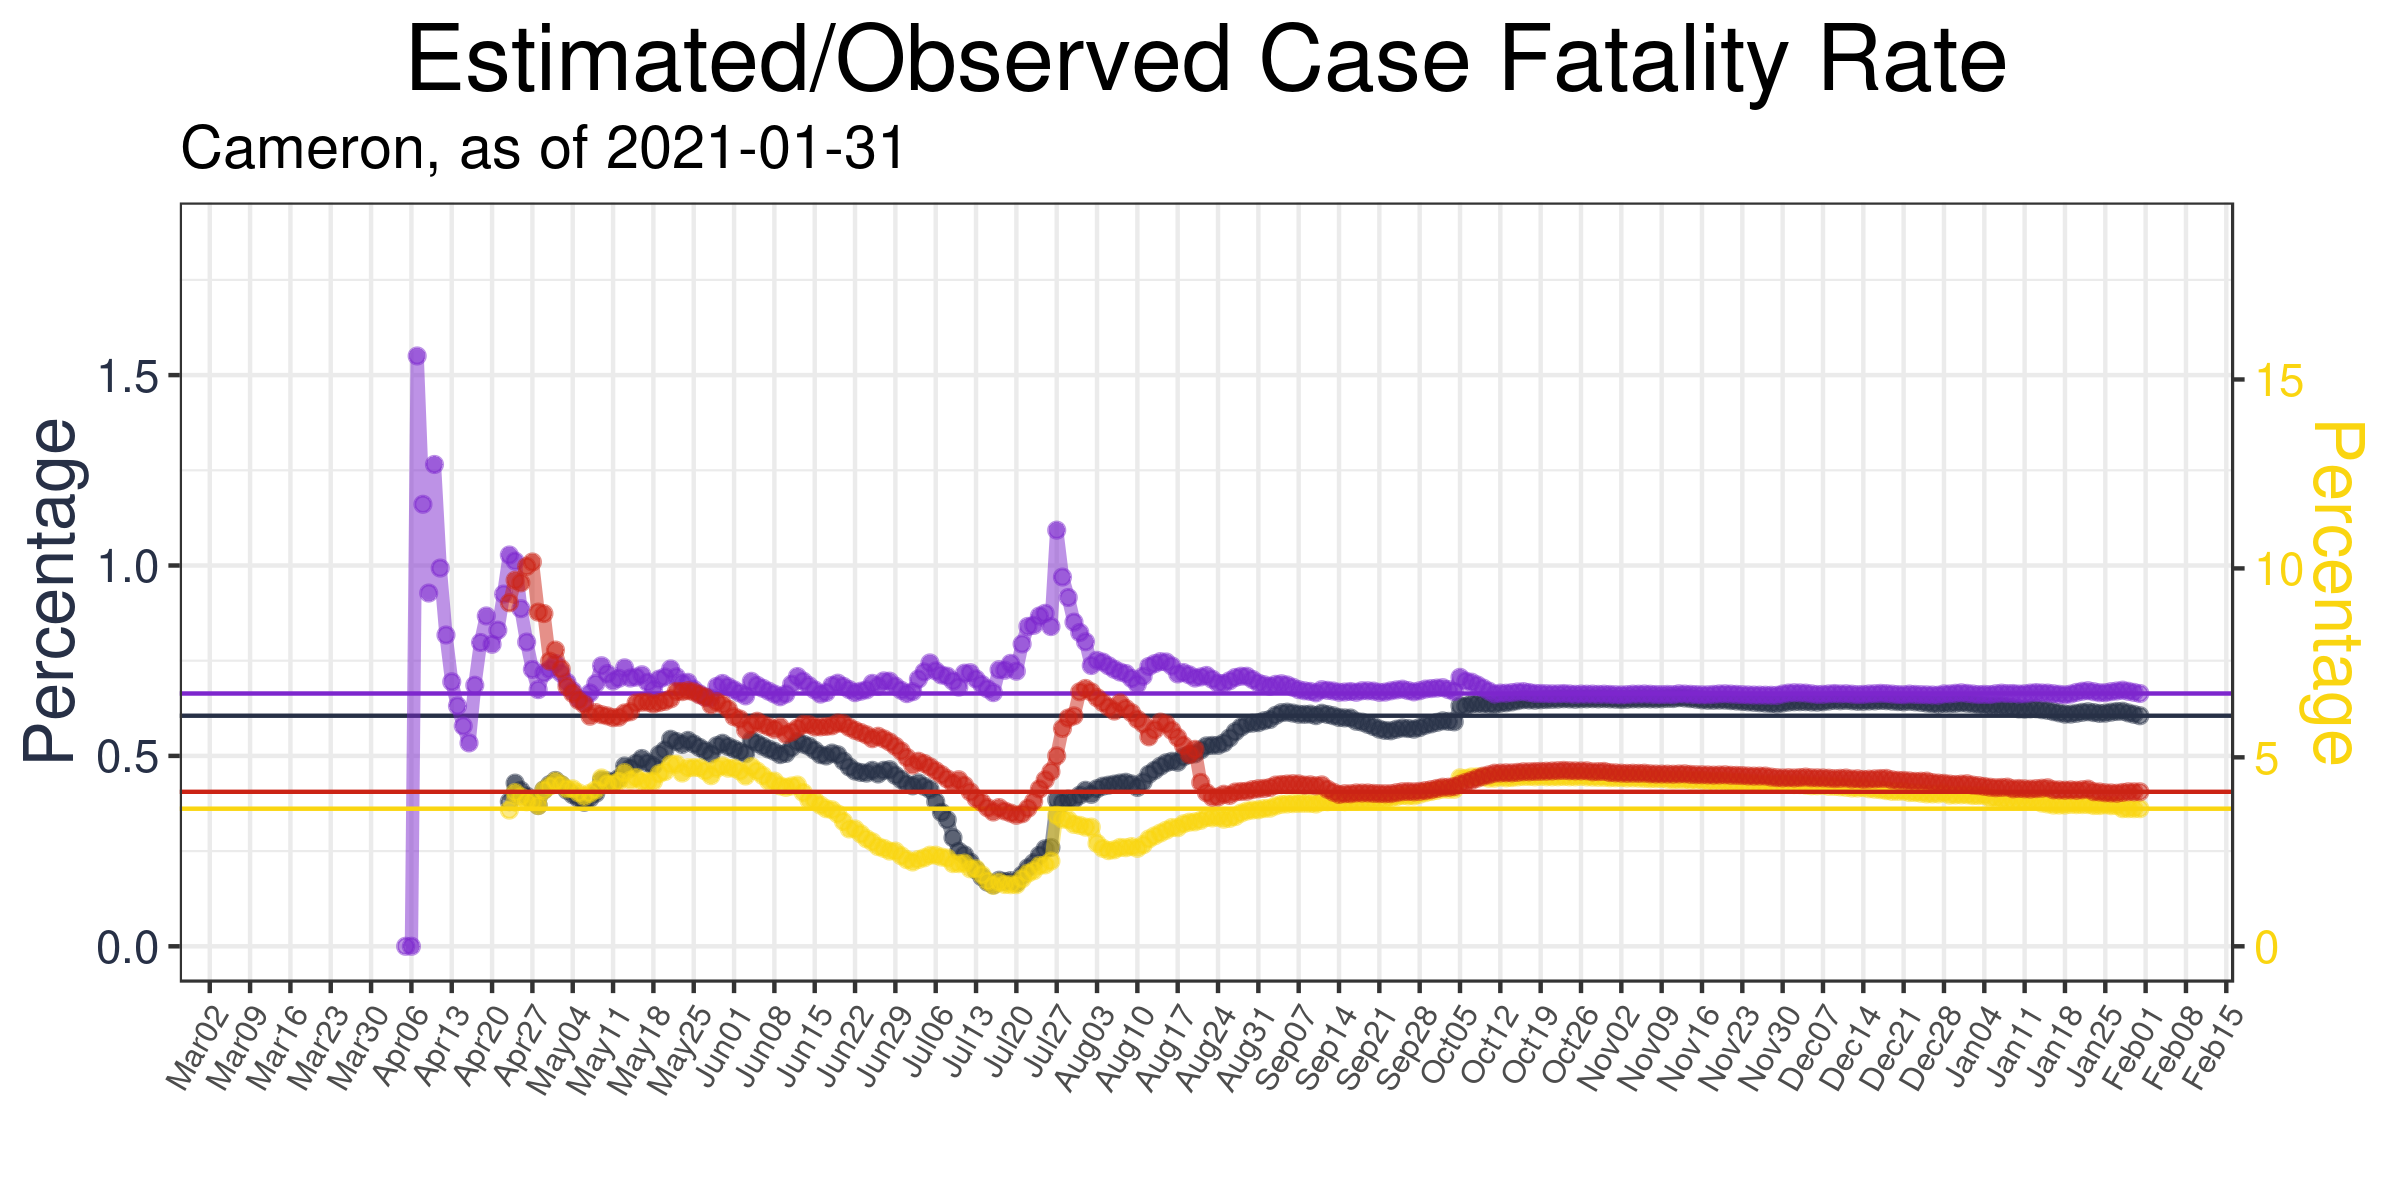 Estimated/Observed Case Fatality Rate
Cameron, as of 2021-01-31
Percentage
1.5
1.0
0.5
0.0
15
10
5
0
Percentage
Mar02 Mar09 Mar16 Mar23 Mar30 Apr06 Apr13 Apr20 Apr27 May04 May11 May18 May25 Jun01 Jun08 Jun15 Jun22 Jun29 Jul06 Jul13 Jul20 Jul27 Aug03 Aug10 Aug17 Aug24 Aug31 Sep07 Sep14 Sep21 Sep28 Oct05 Oct12 Oct19 Oct26 Nov02 Nov09 Nov16 Nov23 Nov30 Dec07 Dec14 Dec21 Dec28 Jan04 Jan11 Jan18 Jan25 Feb01 Feb08 Feb15